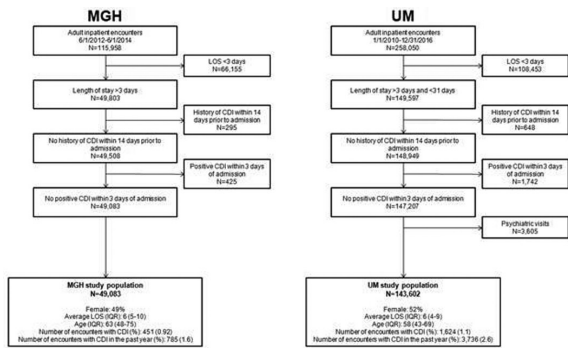 MGH
Adult inpatient encounters
6/1/2012-6/1/2014
N=115,958
LOS <3 days
N=66,155
Length of stay >3 days
N=49,803
History of CDI within 14
days prior to admission
N=295
No history of CDI within 14 days prior to
admission
N=49,508
Positive CDI within 3 days
of admission
N=425
No positive CDI within 3 days of admission
N=49,083
MGH study population
N=49,083
Female: 49%
Average LOS (IQR): 6 (5-10)
Age (IQR): 63 (48-75)
Number of encounters with CDI (%): 451 (0.92)
Number of encounters with CDI in the past year (%): 785 (1.6)
UM
Adult inpatient encounters
1/1/2010-12/31/2016
N=258,050
LOS <3 days
N=108,453
Length of stay >3 days and <31 days
N=149,597
History of CDI within 14
days prior to admission
N=648
No history of CDI within 14 days prior to
admission
N=148,949
Positive CDI within 3 days
of admission
N=1,742
No positive CDI within 3 days of admission
N=147,207
Psychiatric visits
N=3,605
UM study population
N=143,602
Female: 52%
Average LOS (IQR): 6 (4-9)
Age (IQR): 58 (43-69)
Number of encounters with CDI (%): 1,624 (1.1)
Number of encounters with CDI in the past year (%): 3,736 (2.6)